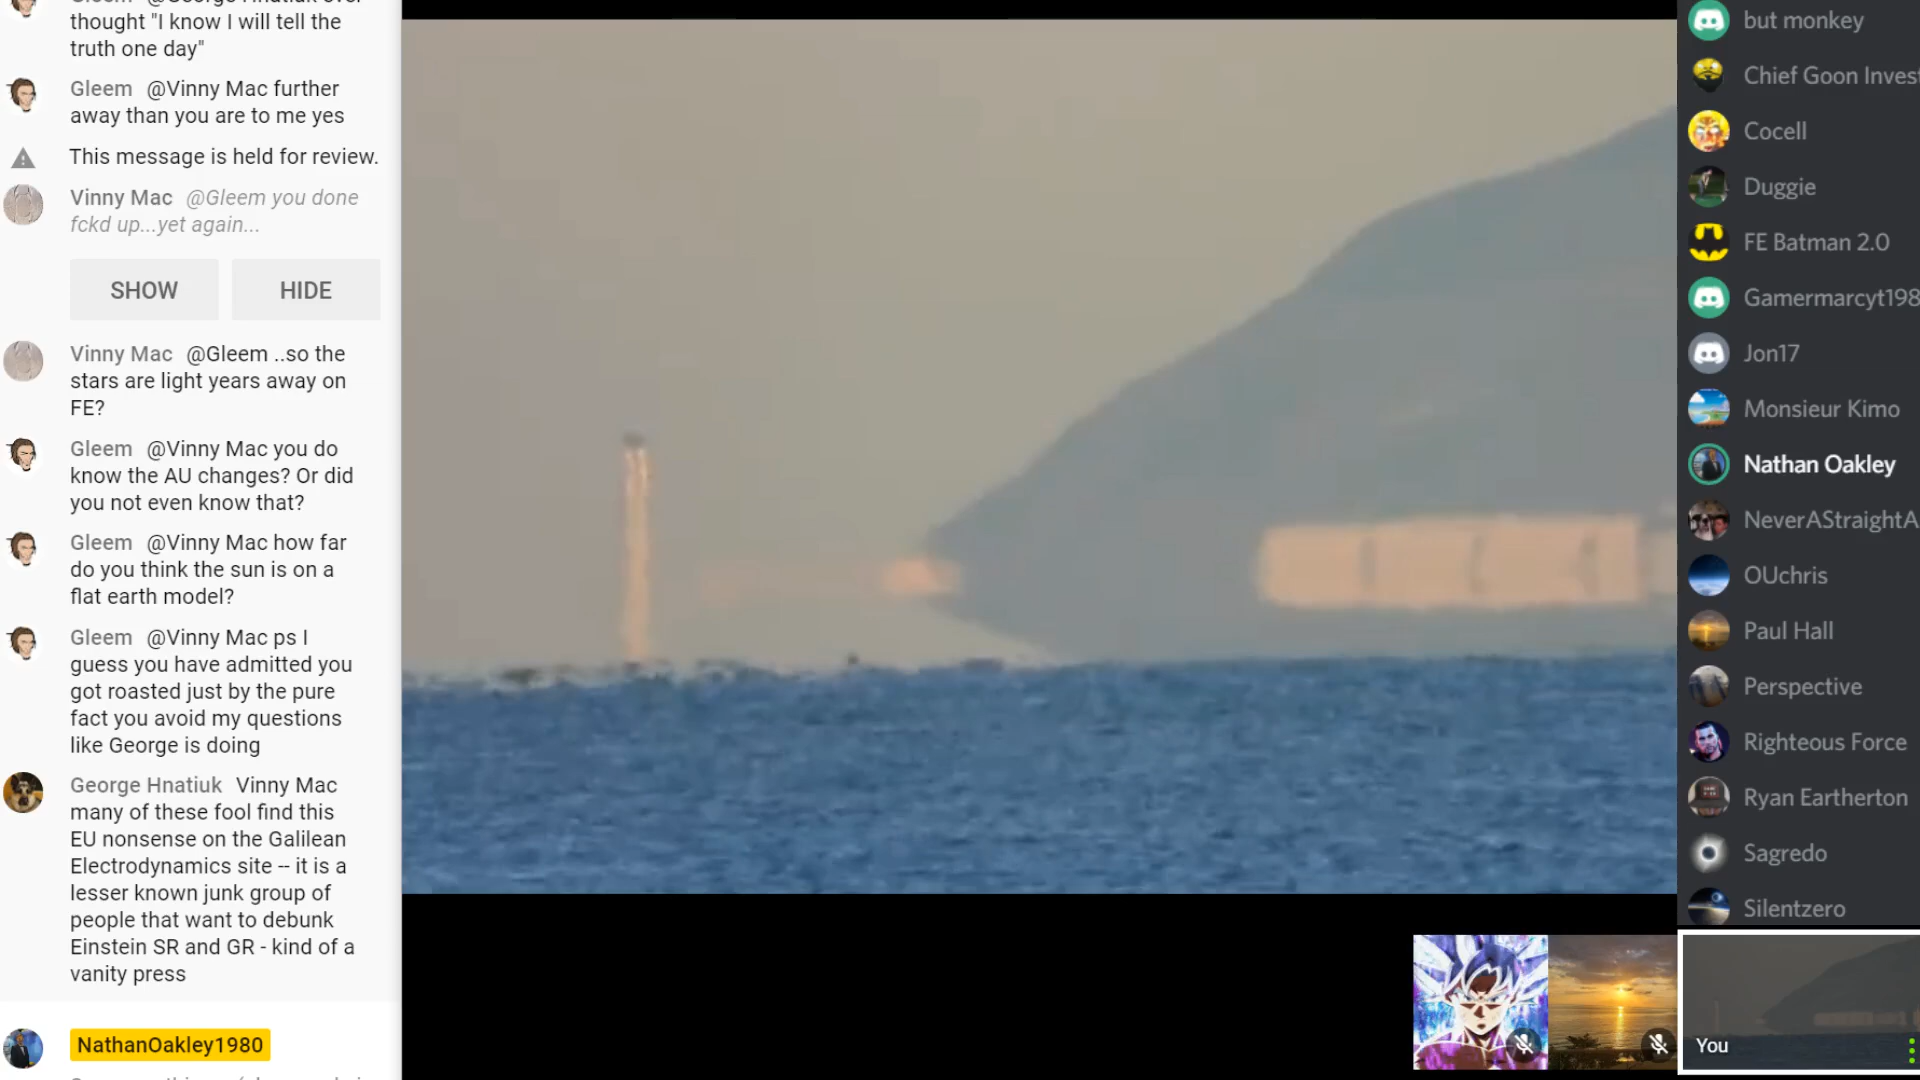 thought "I know I will tell the
truth one day"
Gleem @Vinny Mac further
away than you are to me yes
This message is held for review.
Vinny Mac @Gleem you done
fckd up...yet again...
SHOW HIDE
Vinny Mac @Gleem ..so the
stars are light years away on
FE?
Gleem @Vinny Mac you do
know the AU changes? Or did
you not even know that?
Gleem @Vinny Mac how far
do you think the sun is on a
flat earth model?
Gleem @Vinny Mac ps I
guess you have admitted you
got roasted just by the pure
fact you avoid my questions
like George is doing
George Hnatiuk Vinny Mac
many of these fool find this
EU nonsense on the Galilean
Electrodynamics site -- it is a
lesser known junk group of
people that want to debunk
Einstein SR and GR - kind of a
vanity press
NathanOakley1980
but monkey
Chief Goon Invest
Cocell
Duggie
FE Batman 2.0
Gamermarcyt198
Jon17
Monsieur Kimo
Nathan Oakley
NeverAStraightA
OUchris
Paul Hall
Perspective
Righteous Force
Ryan Eartherton
Sagredo
Silentzero
You